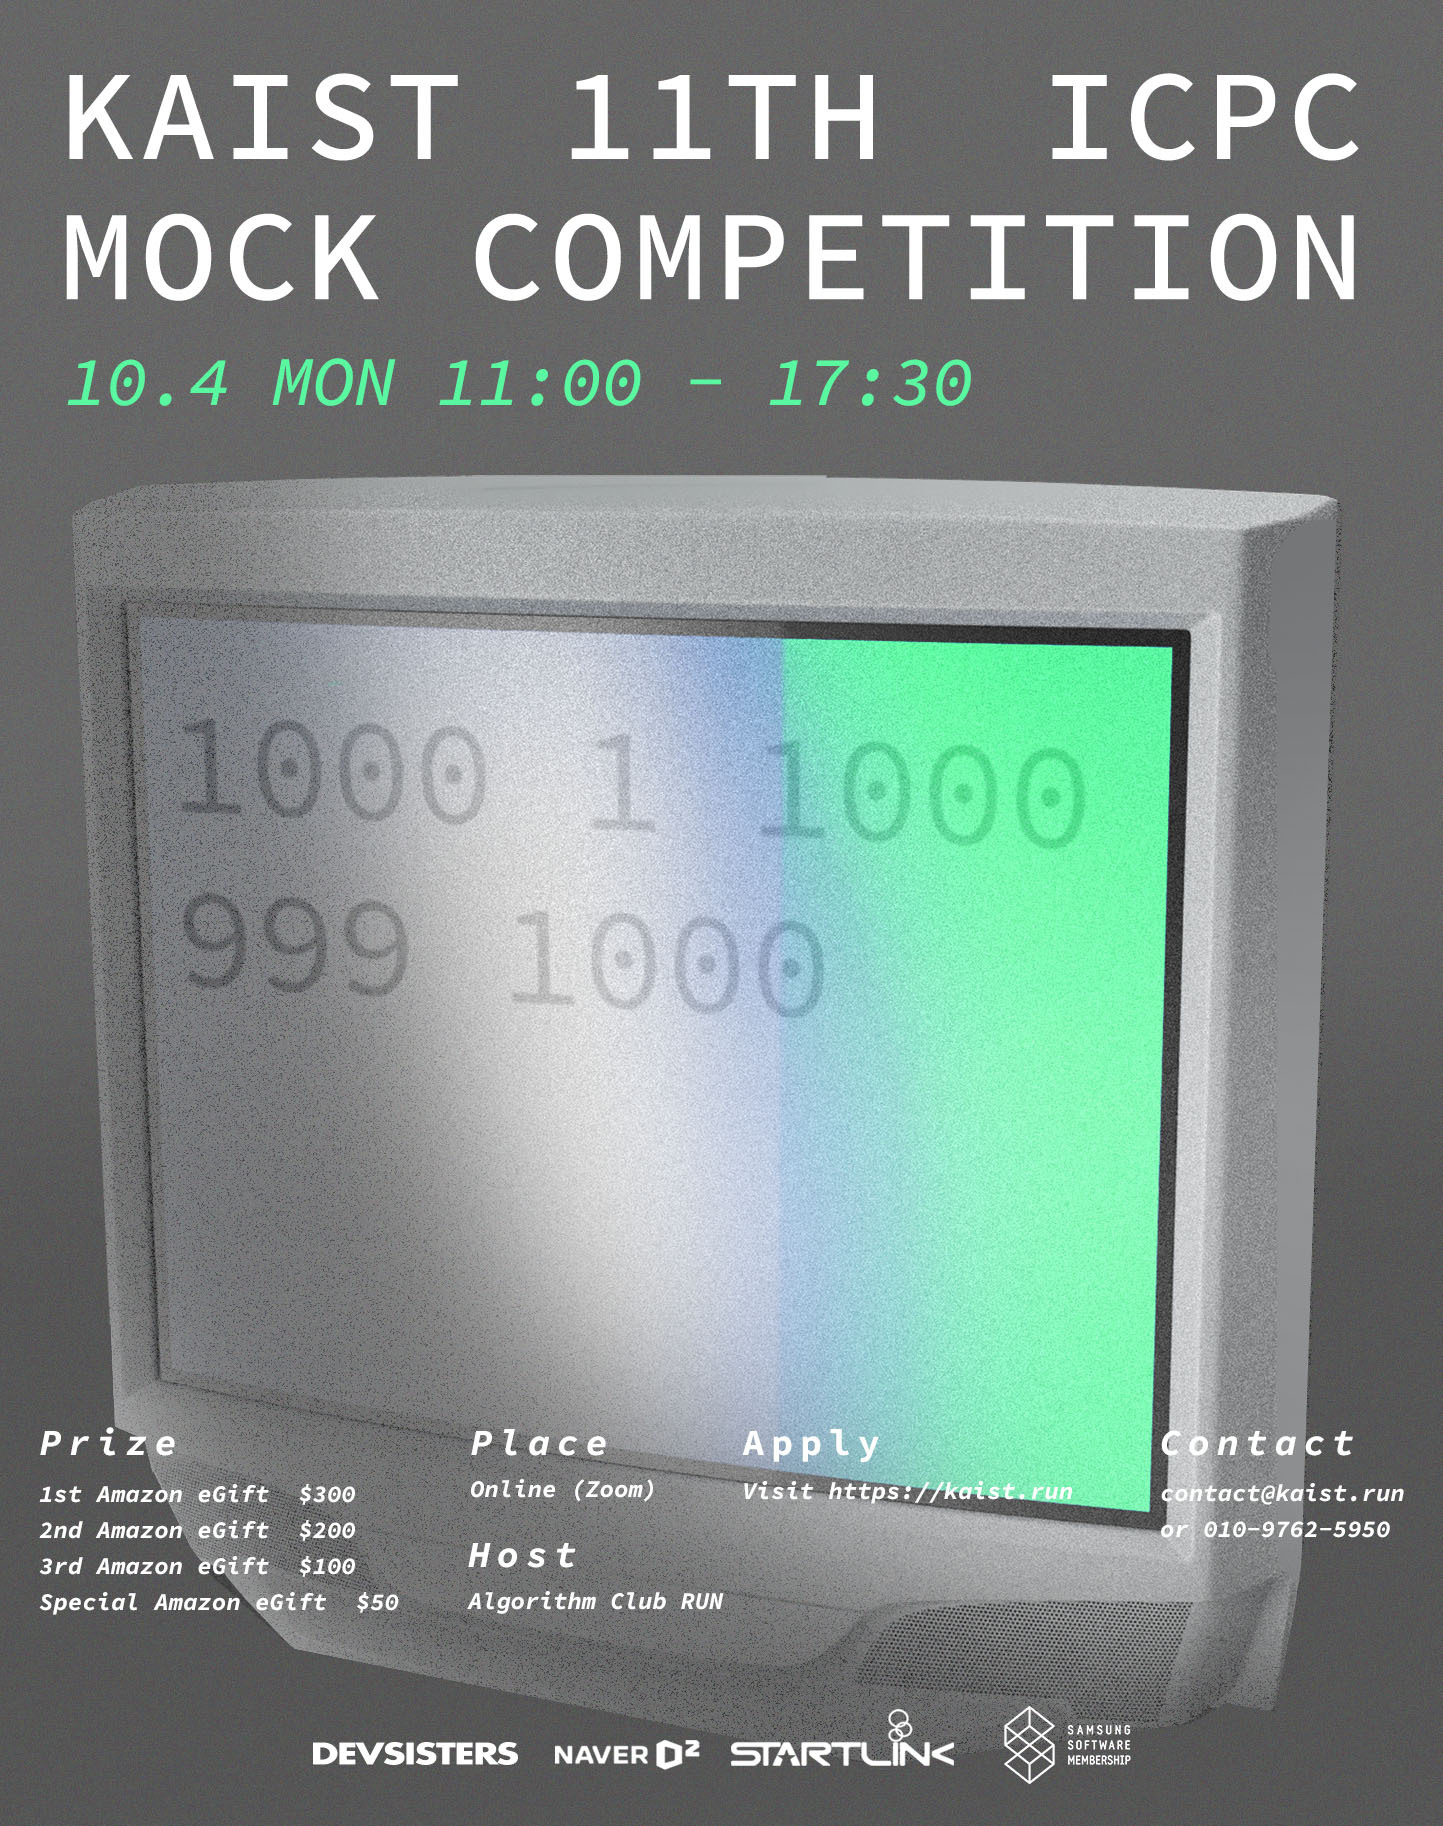 KAIST 11TH ICPC
MOCK COMPETITION
10.4 MON 11:00 - 17:30
1000 1 1000
999 1000
Prize
1st Amazon eGift $300
2nd Amazon eGift $200
3rd Amazon eGift $100
Special Amazon eGift $50
Place
Online (Zoom)
Host
Algorithm Club RUN
Apply
Visit https://kaist.run
Contact
contact@kaist.run
or 010-9762-5950
DEVSISTERS
NAVER D2
STARTLINK
SAMSUNG
SOFTWARE
MEMBERSHIP